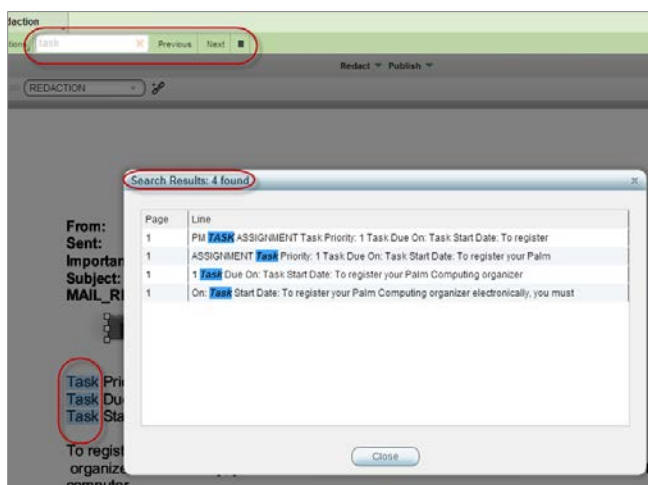 daction
tions task × Previous Next
Redact Publish
REDACTION
Search Results: 4 found ×
Page Line
1 PM TASK ASSIGNMENT Task Priority: 1 Task Due On: Task Start Date: To register
1 ASSIGNMENT Task Priority: 1 Task Due On: Task Start Date: To register your Palm
1 1 Task Due On: Task Start Date: To register your Palm Computing organizer
1 On: Task Start Date: To register your Palm Computing organizer electronically, you must
From:
Sent:
Importan
Subject:
MAIL_R
Task Pri
Task Du
Task Sta
To regist
organize
computer
Close